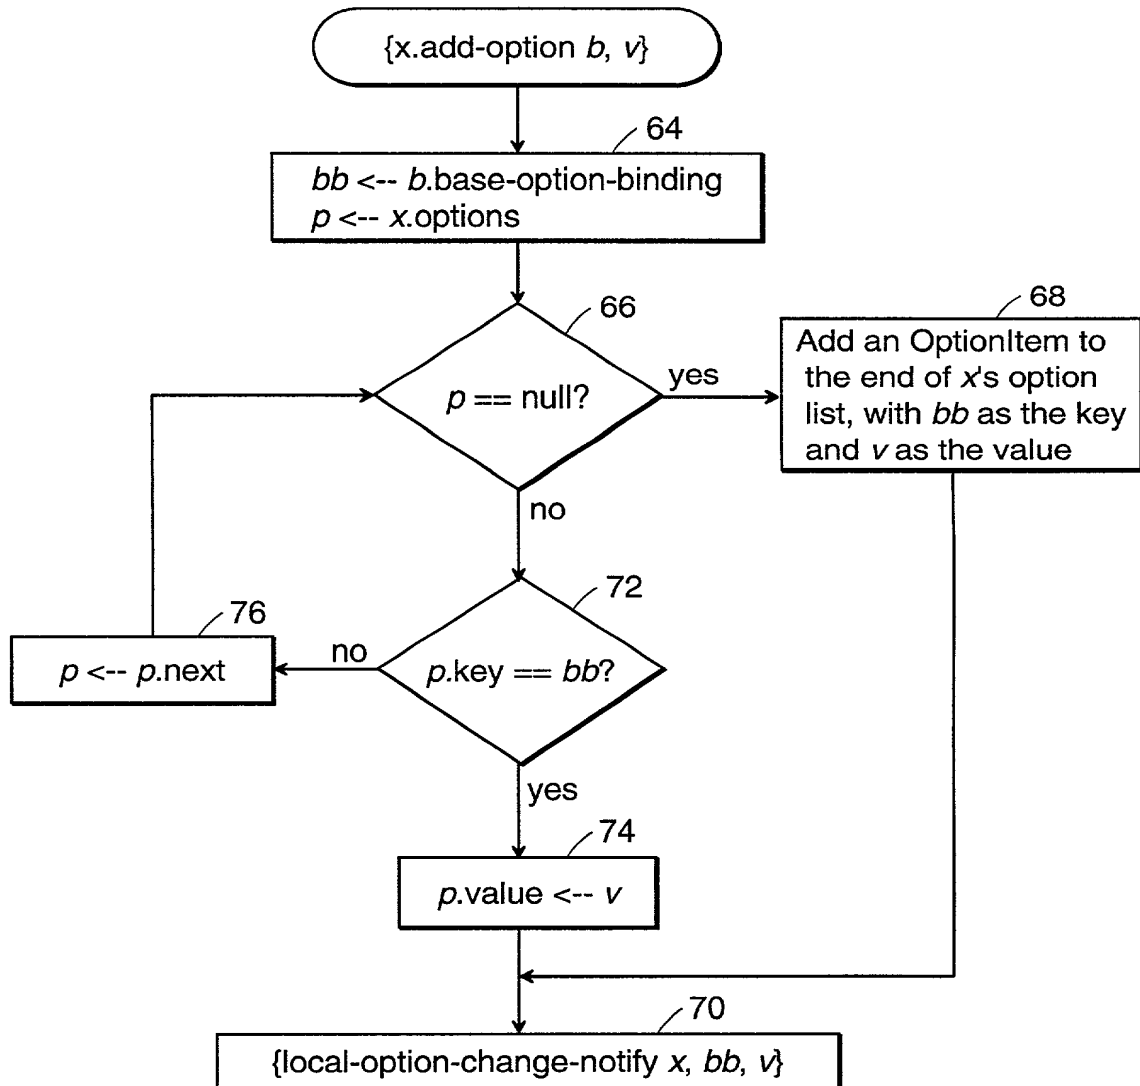 {x.add-option b, v}
64
bb <-- b.base-option-binding
p <-- x.options
66
68
p == null?
yes
Add an OptionItem to
the end of x's option
list, with bb as the key
and v as the value
no
72
76
p <-- p.next
no
p.key == bb?
yes
74
p.value <-- v
70
{local-option-change-notify x, bb, v}